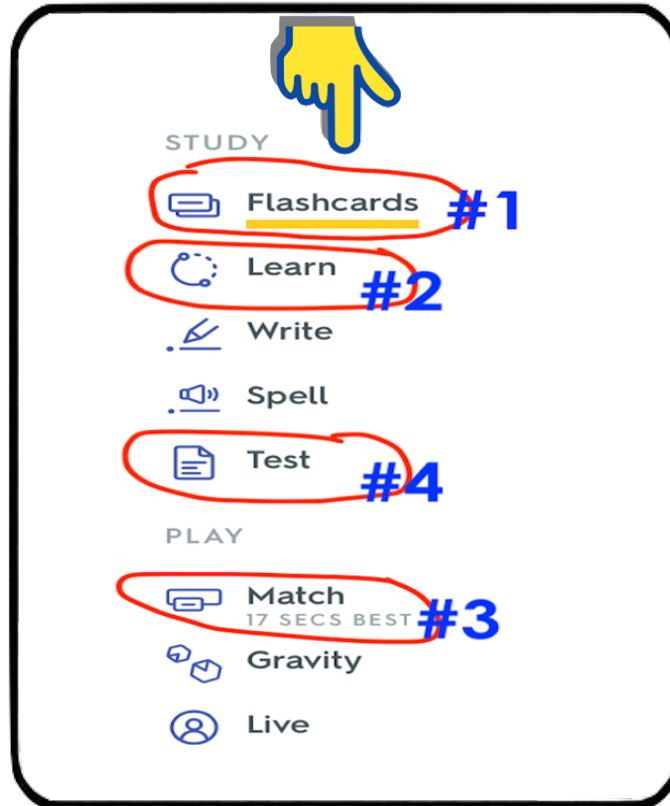 STUDY
Flashcards #1
Learn #2
Write
Spell
Test #4
PLAY
Match
17 SECS BEST #3
Gravity
Live